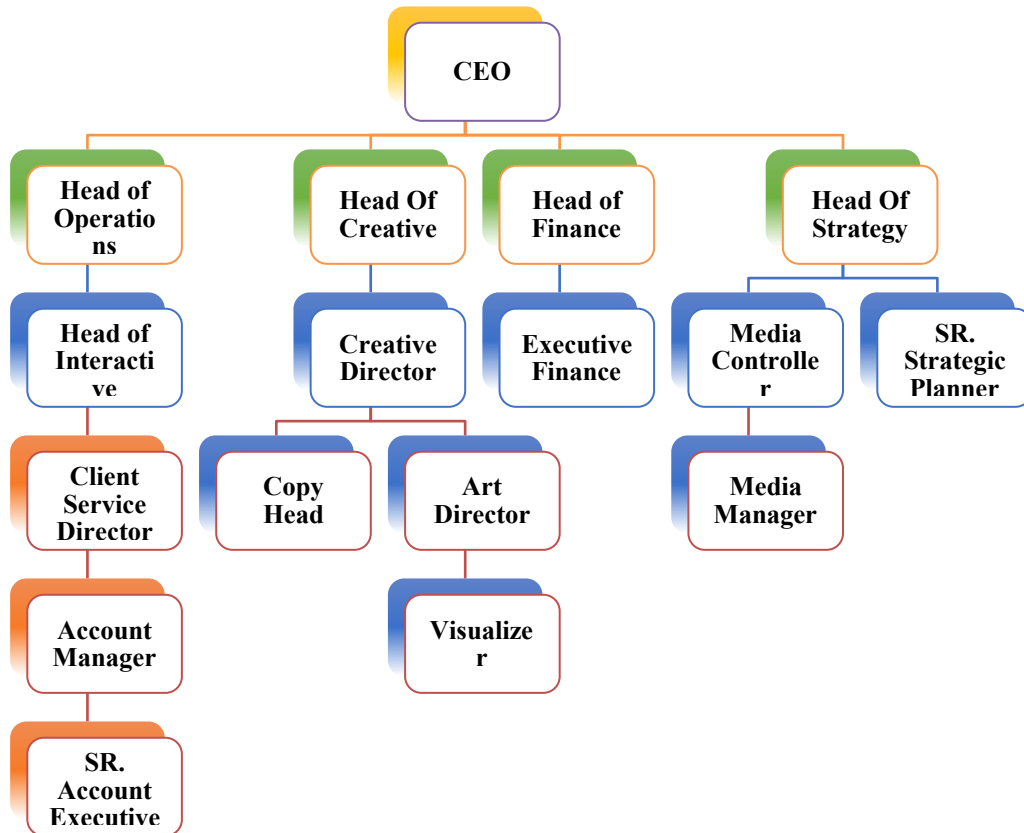 CEO
Head of
Operatio
ns
Head Of
Creative
Head of
Finance
Head Of
Strategy
Head of
Interacti
ve
Creative
Director
Executive
Finance
Media
Controlle
r
SR.
Strategic
Planner
Client
Service
Director
Copy
Head
Art
Director
Media
Manager
Account
Manager
Visualize
r
SR.
Account
Executive